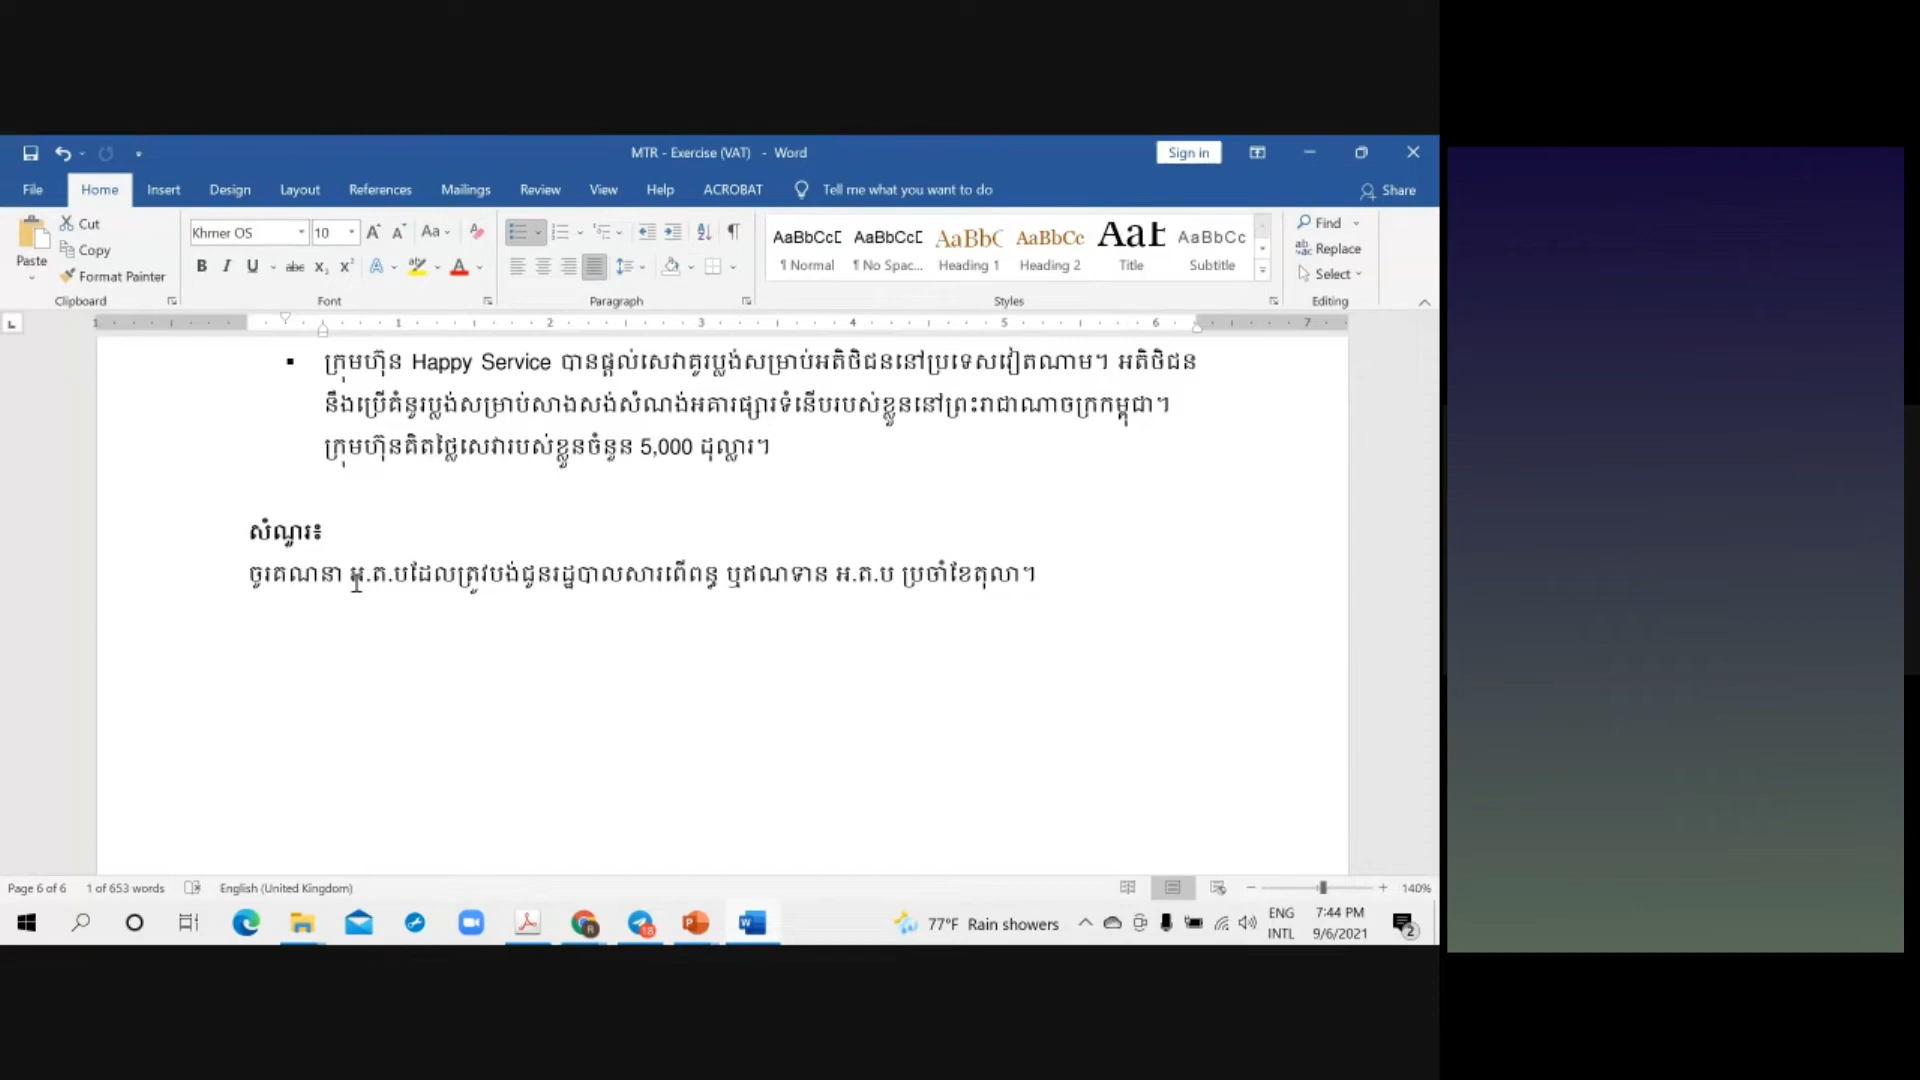 MTR - Exercise (VAT) - Word
Sign in
File Home Insert Design Layout References Mailings Review View Help ACROBAT Tell me what you want to do Share
Cut
Copy
Format Painter
Paste
Khmer OS 10
AaBbCcD AaBbCcD AaBbC AaBbCc AaB AaBbCc
¶ Normal ¶ No Spac... Heading 1 Heading 2 Title Subtitle
Find
Replace
Select
Clipboard Font Paragraph Styles Editing
1 1 2 3 4 5 6 7
▪ ក្រុមហ៊ុន Happy Service បានផ្តល់សេវាគូរប្លង់សម្រាប់អតិថិជននៅប្រទេសវៀតណាម។ អតិថិជន
នឹងប្រើគំនូរប្លង់សម្រាប់សាងសង់សំណង់អគារផ្សារទំនើបរបស់ខ្លួននៅព្រះរាជាណាចក្រកម្ពុជា។
ក្រុមហ៊ុនគិតថ្លៃសេវារបស់ខ្លួនចំនួន 5,000 ដុល្លារ។
សំណួរ៖
ចូរគណនា អ.ត.បដែលត្រូវបង់ជូនរដ្ឋបាលសារពើពន្ធ ឬឥណទាន អ.ត.ប ប្រចាំខែតុលា។
Page 6 of 6 1 of 653 words English (United Kingdom) 140%
77°F Rain showers ENG INTL 7:44 PM 9/6/2021
18
2